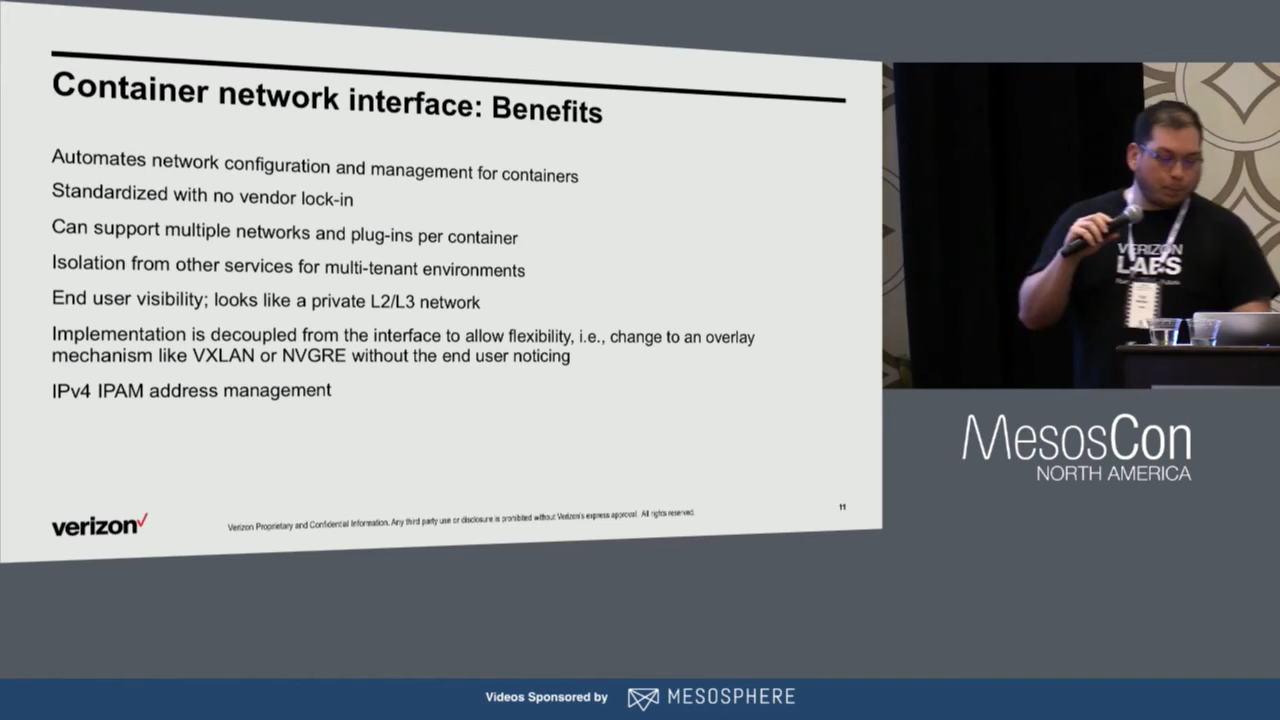 Container network interface: Benefits
Automates network configuration and management for containers
Standardized with no vendor lock-in
Can support multiple networks and plug-ins per container
Isolation from other services for multi-tenant environments
End user visibility; looks like a private L2/L3 network
Implementation is decoupled from the interface to allow flexibility, i.e., change to an overlay
mechanism like VXLAN or NVGRE without the end user noticing
IPv4 IPAM address management
verizon✓
Verizon Proprietary and Confidential Information. Any third party use or disclosure is prohibited without Verizon's express approval. All rights reserved.
11
VERIZON
LABS
MesosCon
NORTH AMERICA
Videos Sponsored by MESOSPHERE